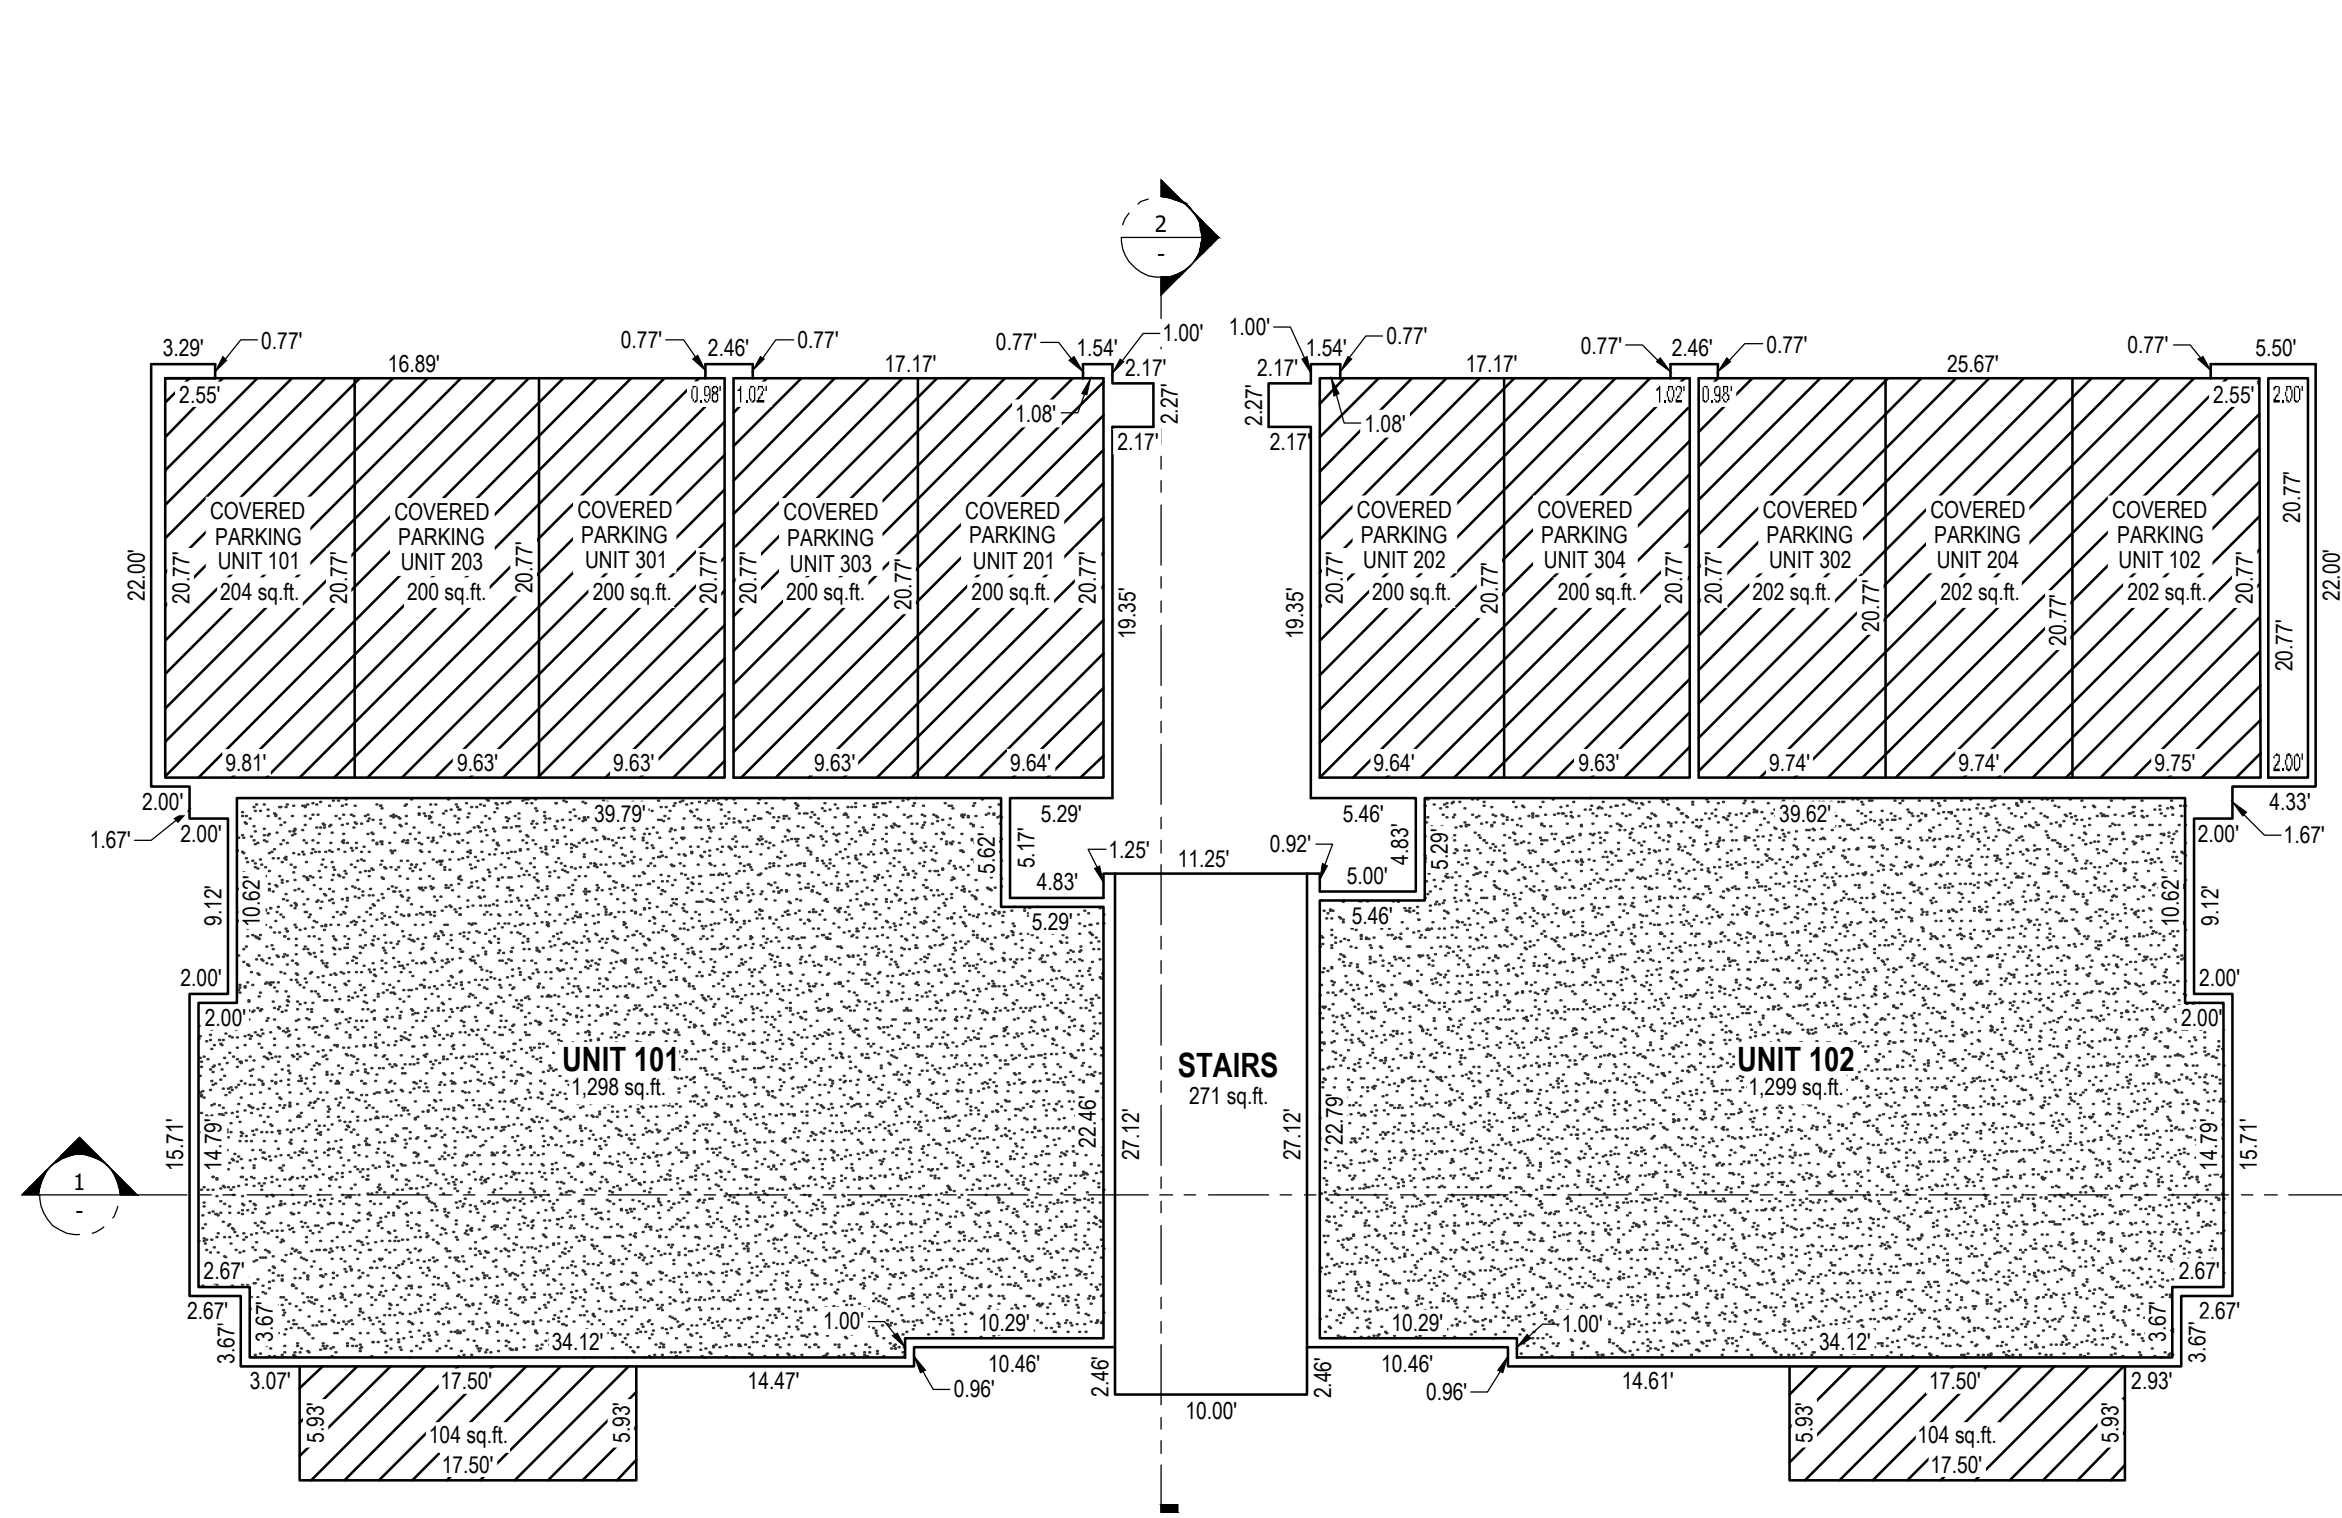 2
-
3.29'
0.77'
16.89'
0.77'
2.46'
0.77'
17.17'
0.77'
1.54'
1.00'
2.17'
1.00'
2.17'
1.54'
0.77'
17.17'
0.77'
2.46'
0.77'
25.67'
0.77'
5.50'
2.55'
0.98'
1.02'
1.08'
2.27'
2.17'
2.27'
2.17'
1.08'
1.02'
0.98'
2.55'
2.00'
COVERED
PARKING
UNIT 101
204 sq.ft.
COVERED
PARKING
UNIT 203
200 sq.ft.
COVERED
PARKING
UNIT 301
200 sq.ft.
COVERED
PARKING
UNIT 303
200 sq.ft.
COVERED
PARKING
UNIT 201
200 sq.ft.
COVERED
PARKING
UNIT 202
200 sq.ft.
COVERED
PARKING
UNIT 304
200 sq.ft.
COVERED
PARKING
UNIT 302
202 sq.ft.
COVERED
PARKING
UNIT 204
202 sq.ft.
COVERED
PARKING
UNIT 102
202 sq.ft.
22.00'
20.77'
20.77'
20.77'
20.77'
20.77'
20.77'
20.77'
19.35'
19.35'
20.77'
20.77'
20.77'
20.77'
20.77'
20.77'
20.77'
20.77'
20.77'
22.00'
9.81'
9.63'
9.63'
9.63'
9.64'
9.64'
9.63'
9.74'
9.74'
9.75'
2.00'
2.00'
1.67'
2.00'
39.79'
5.29'
5.62'
5.17'
4.83'
5.29'
1.25'
11.25'
0.92'
5.46'
4.83'
5.29'
5.00'
5.46'
39.62'
4.33'
2.00'
1.67'
9.12'
10.62'
10.62'
9.12'
2.00'
2.00'
2.00'
2.00'
UNIT 101
1,298 sq.ft.
STAIRS
271 sq.ft.
UNIT 102
1,299 sq.ft.
15.71'
14.79'
22.46'
27.12'
27.12'
22.79'
14.79'
15.71'
1
-
2.67'
2.67'
3.67'
3.67'
34.12'
1.00'
10.29'
10.29'
1.00'
34.12'
2.67'
2.67'
3.67'
3.67'
3.07'
17.50'
14.47'
10.46'
0.96'
2.46'
10.00'
2.46'
10.46'
0.96'
14.61'
17.50'
2.93'
5.93'
104 sq.ft.
5.93'
17.50'
5.93'
104 sq.ft.
5.93'
17.50'